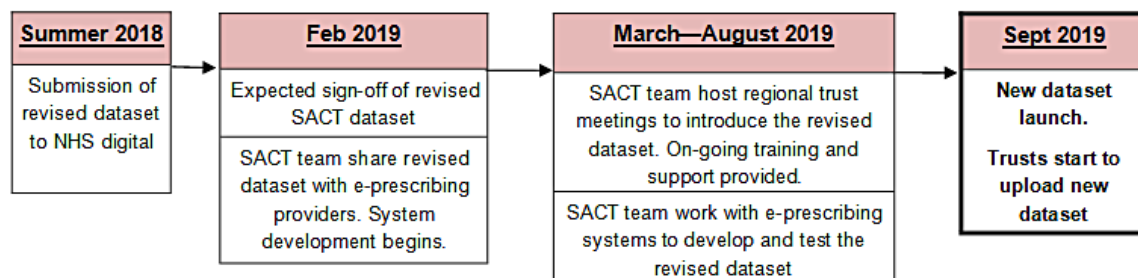 Summer 2018
Submission of
revised dataset
to NHS digital
Feb 2019
Expected sign-off of revised
SACT dataset
SACT team share revised
dataset with e-prescribing
providers. System
development begins.
March—August 2019
SACT team host regional trust
meetings to introduce the revised
dataset. On-going training and
support provided.
SACT team work with e-prescribing
systems to develop and test the
revised dataset
Sept 2019
New dataset
launch.
Trusts start to
upload new
dataset